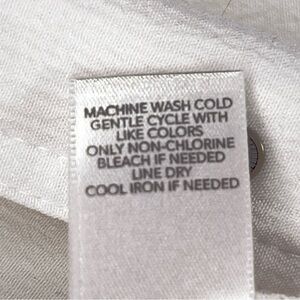 MACHINE WASH COLD
GENTLE CYCLE WITH
LIKE COLORS
ONLY NON-CHLORINE
BLEACH IF NEEDED
LINE DRY
COOL IRON IF NEEDED